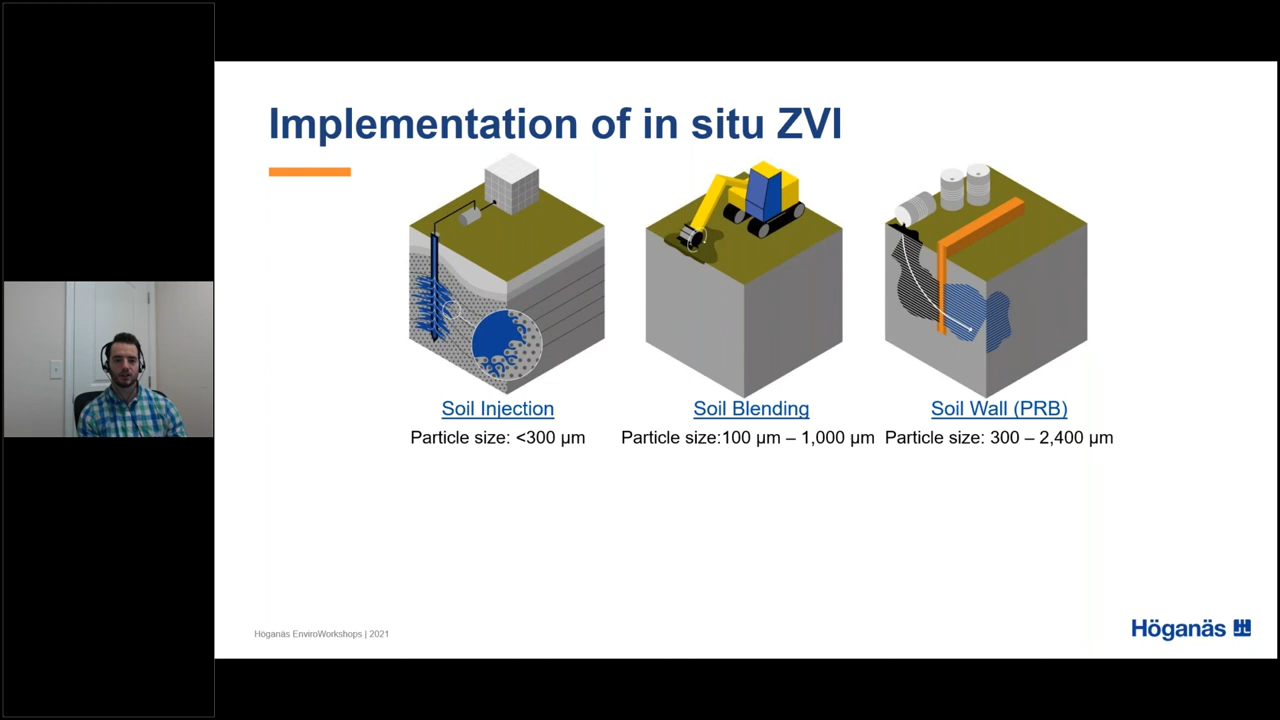 Implementation of in situ ZVI
Soil Injection
Particle size: <300 µm
Soil Blending
Particle size:100 µm – 1,000 µm
Soil Wall (PRB)
Particle size: 300 – 2,400 µm
Höganäs EnviroWorkshops | 2021
Höganäs